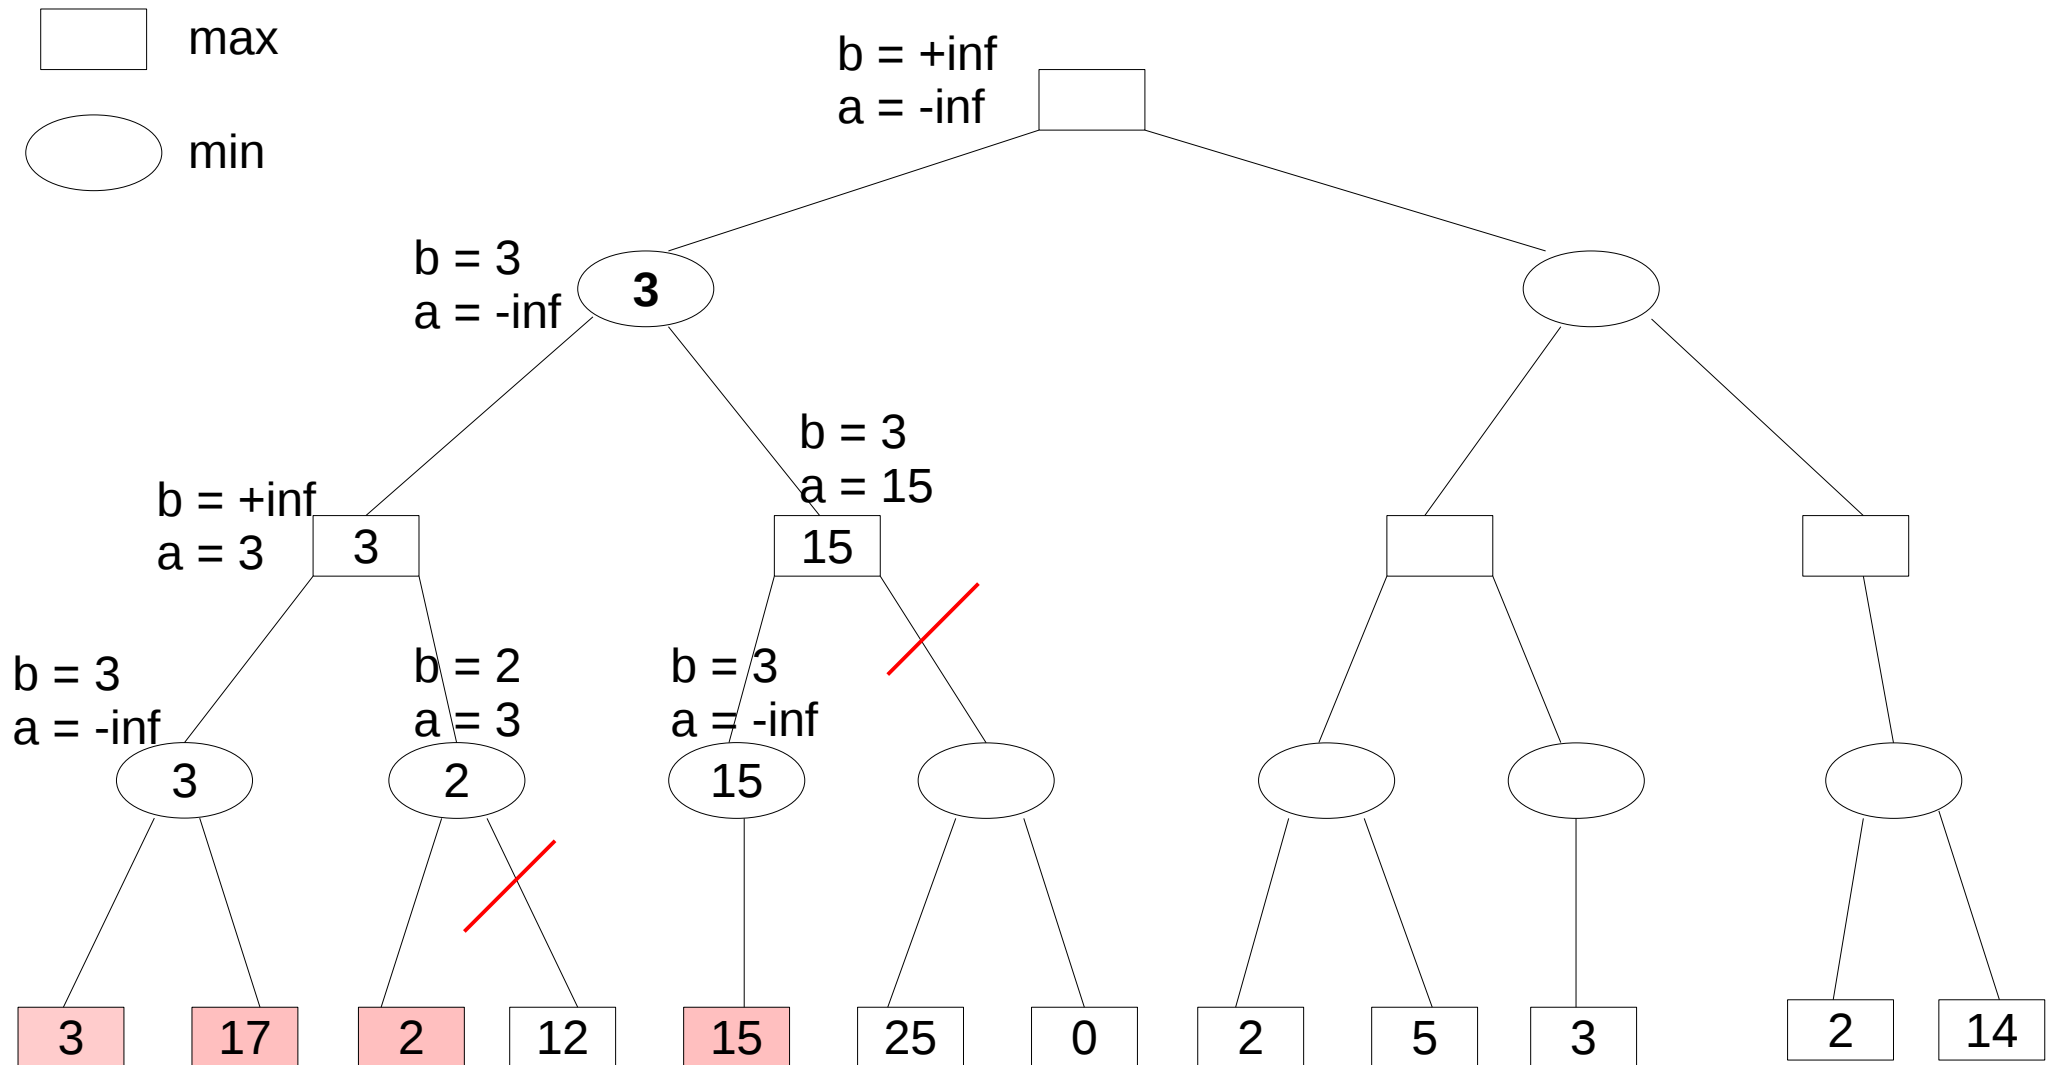 max
min
b = +inf
a = -inf
b = 3
a = -inf
3
b = 3
a = 15
b = +inf
a = 3
3
15
b = 3
a = -inf
b = 2
a = 3
b = 3
a = -inf
3
2
15
3
17
2
12
15
25
0
2
5
3
2
14